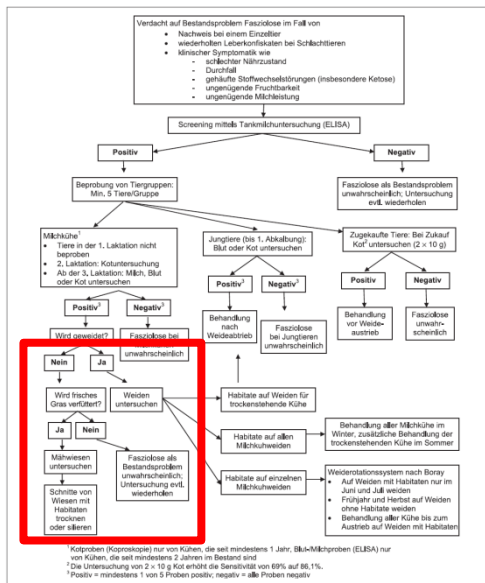 Verdacht auf Bestandsproblem Fasziolose im Fall von
• Nachweis bei einem Einzeltier
• wiederholten Leberkonfiskaten bei Schlachttieren
• klinischer Symptomatik wie
- schlechter Nährzustand
- Durchfall
- gehäufte Stoffwechselstörungen (insbesondere Ketose)
- ungenügende Fruchtbarkeit
- ungenügende Milchleistung
Screening mittels Tankmilchuntersuchung (ELISA)
Positiv
Negativ
Beprobung von Tiergruppen:
Min. 5 Tiere/Gruppe
Fasziolose als Bestandsproblem
unwahrscheinlich; Untersuchung
evtl. wiederholen
Milchkühe¹
• Tiere in der 1. Laktation nicht
beproben
• 2. Laktation: Kotuntersuchung
• Ab der 3. Laktation: Milch, Blut
oder Kot untersuchen
Jungtiere (bis 1. Abkalbung):
Blut oder Kot untersuchen
Zugekaufte Tiere: Bei Zukauf
Kot² untersuchen (2 × 10 g)
Positiv³
Negativ³
Positiv³
Negativ³
Positiv
Negativ
Wird geweidet?
Fasziolose bei
unwahrscheinlich
Behandlung
nach
Weideabtrieb
Fasziolose
bei Jungtieren
unwahrscheinlich
Behandlung
vor Weide-
austrieb
Fasziolose
unwahr-
scheinlich
Nein
Ja
Wird frisches
Gras verfüttert?
Weiden
untersuchen
Habitate auf Weiden für
trockenstehende Kühe
Ja
Nein
Habitate auf allen
Milchkuhweiden
Behandlung aller Milchkühe im
Winter, zusätzliche Behandlung der
trockenstehenden Kühe im Sommer
Mähwiesen
untersuchen
Fasziolose als
Bestandsproblem
unwahrscheinlich;
Untersuchung evtl.
wiederholen
Habitate auf einzelnen
Milchkuhweiden
Weiderotationssystem nach Boray
• Auf Weiden mit Habitaten nur im
Juni und Juli weiden
• Frühjahr und Herbst auf Weiden
ohne Habitate weiden
• Behandlung aller Kühe bis zum
Austrieb auf Weiden mit Habitaten
Schnitte von
Wiesen mit
Habitaten
trocknen
oder silieren
¹ Kotproben (Koproskopie) nur von Kühen, die seit mindestens 1 Jahr, Blut-/Milchproben (ELISA) nur
von Kühen, die seit mindestens 2 Jahren im Bestand sind
² Die Untersuchung von 2 × 10 g Kot erhöht die Sensitivität von 69% auf 86,1%.
³ Positiv = mindestens 1 von 5 Proben positiv; negativ = alle Proben negativ